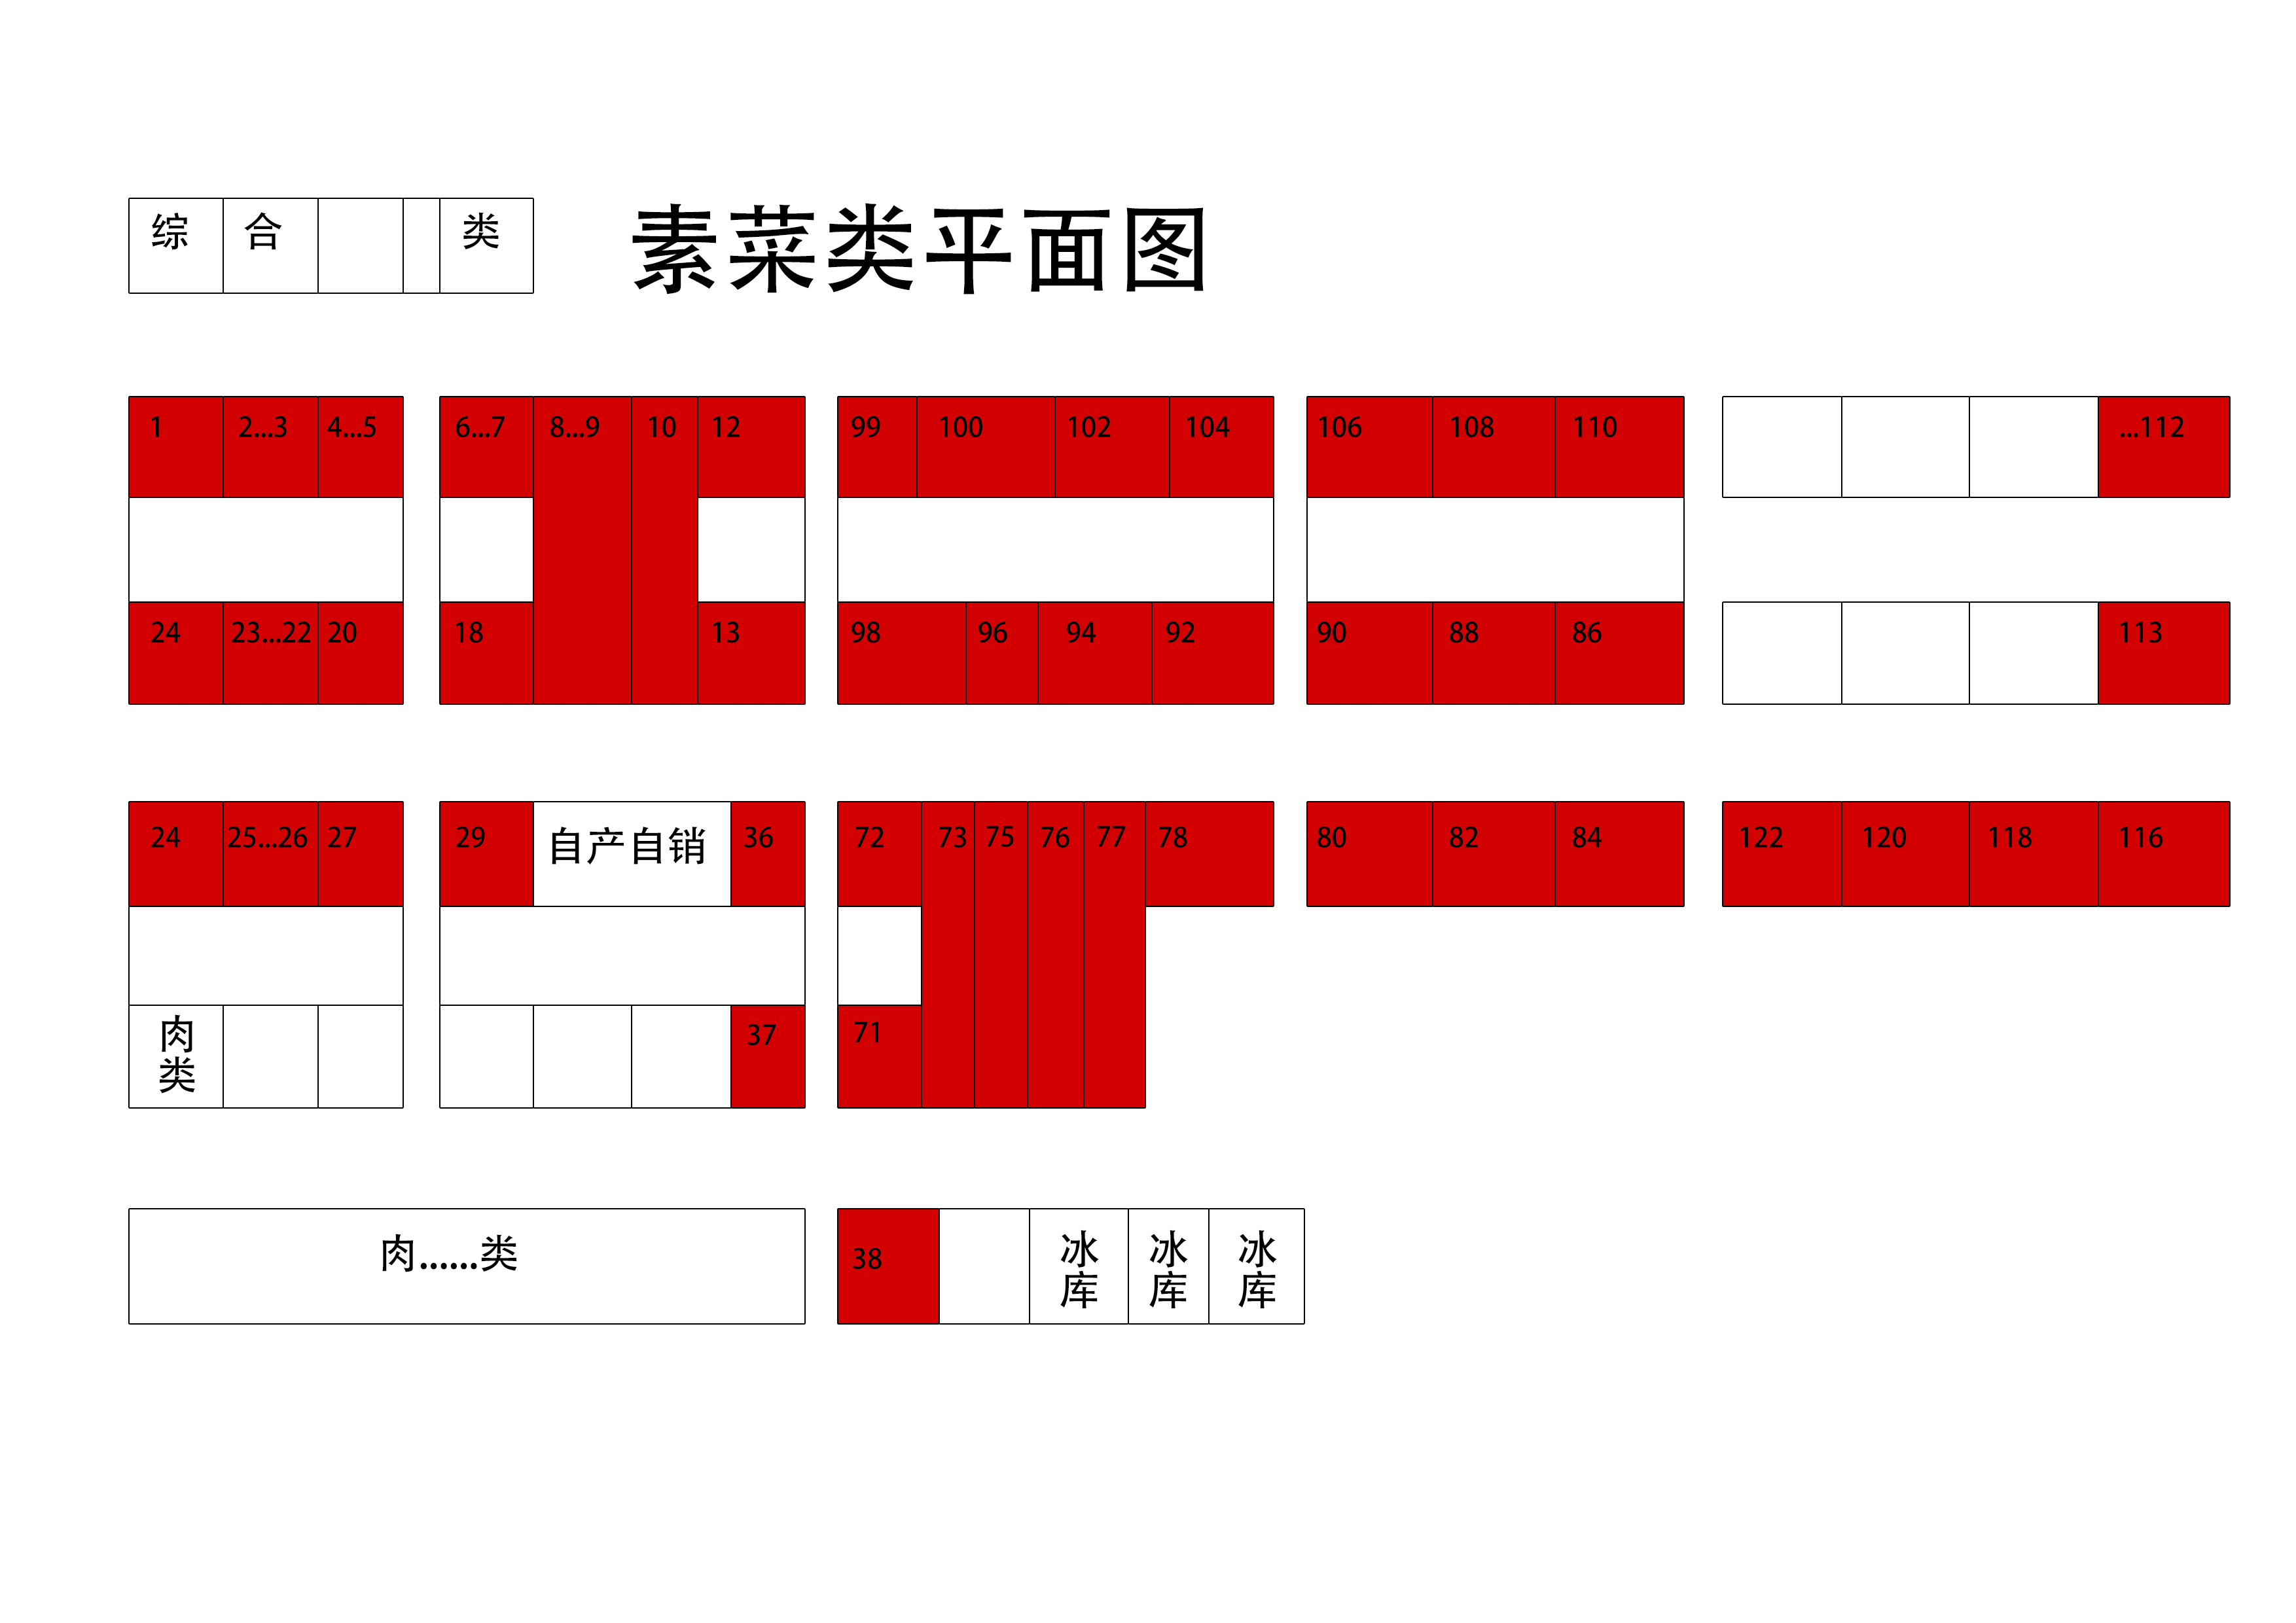 综 合 类
素菜类平面图
1 2...3 4...5 6...7 8...9 10 12 99 100 102 104 106 108 110 ...112
24 23...22 20 18 13 98 96 94 92 90 88 86 113
24 25...26 27 29 自产自销 36 72 73 75 76 77 78 80 82 84 122 120 118 116
肉
类
37 71
肉......类
38
冰库
冰库
冰库